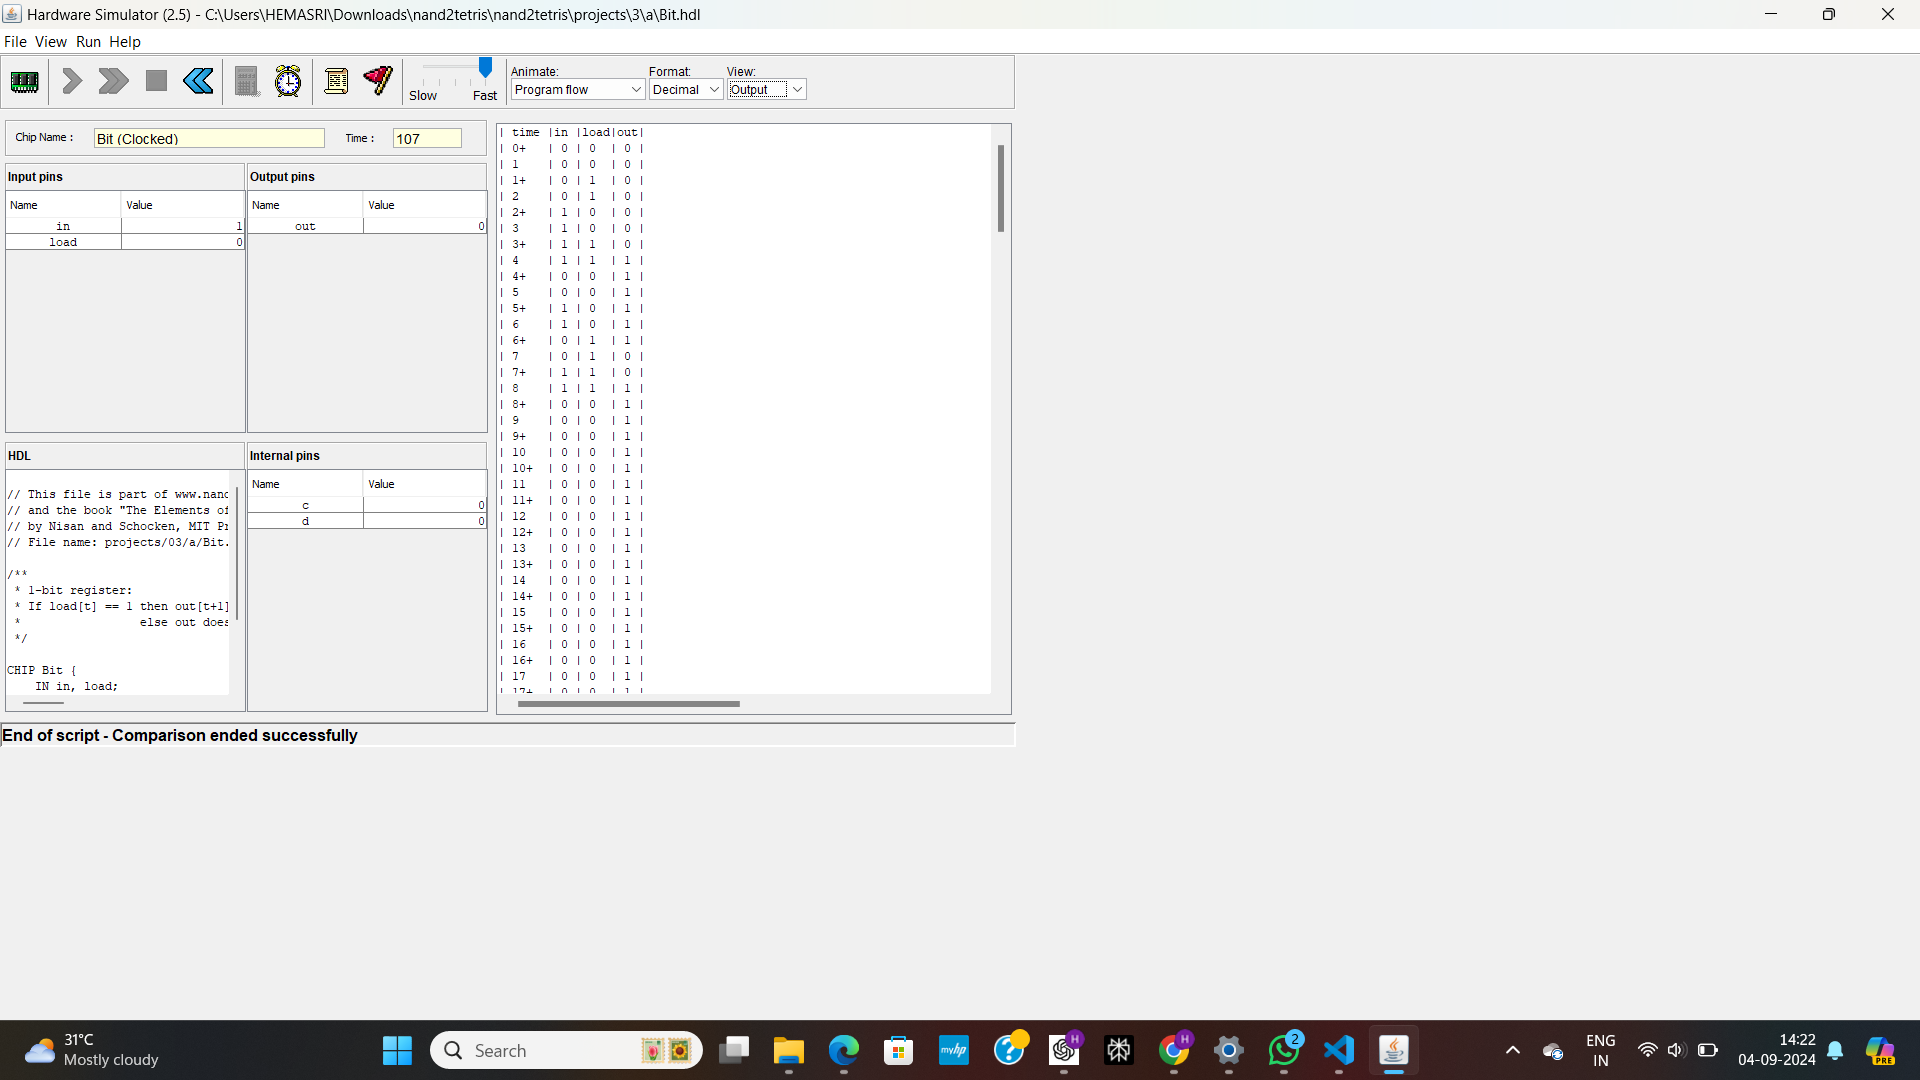 Hardware Simulator (2.5) - C:\Users\HEMASRI\Downloads\nand2tetris\nand2tetris\projects\3\a\Bit.hdl
File View Run Help
Slow Fast
Animate: Format: View:
Program flow Decimal Output
Chip Name : Bit (Clocked) Time : 107
Input pins
Name Value
in 1
load 0
Output pins
Name Value
out 0
HDL
// This file is part of www.nand
// and the book "The Elements of
// by Nisan and Schocken, MIT Pr
// File name: projects/03/a/Bit.
/**
* 1-bit register:
* If load[t] == 1 then out[t+1]
* else out does
*/
CHIP Bit {
IN in, load;
Internal pins
Name Value
c 0
d 0
| time |in |load|out|
| 0+ | 0 | 0 | 0 |
| 1 | 0 | 0 | 0 |
| 1+ | 0 | 1 | 0 |
| 2 | 0 | 1 | 0 |
| 2+ | 1 | 0 | 0 |
| 3 | 1 | 0 | 0 |
| 3+ | 1 | 1 | 0 |
| 4 | 1 | 1 | 1 |
| 4+ | 0 | 0 | 1 |
| 5 | 0 | 0 | 1 |
| 5+ | 1 | 0 | 1 |
| 6 | 1 | 0 | 1 |
| 6+ | 0 | 1 | 1 |
| 7 | 0 | 1 | 0 |
| 7+ | 1 | 1 | 0 |
| 8 | 1 | 1 | 1 |
| 8+ | 0 | 0 | 1 |
| 9 | 0 | 0 | 1 |
| 9+ | 0 | 0 | 1 |
| 10 | 0 | 0 | 1 |
| 10+ | 0 | 0 | 1 |
| 11 | 0 | 0 | 1 |
| 11+ | 0 | 0 | 1 |
| 12 | 0 | 0 | 1 |
| 12+ | 0 | 0 | 1 |
| 13 | 0 | 0 | 1 |
| 13+ | 0 | 0 | 1 |
| 14 | 0 | 0 | 1 |
| 14+ | 0 | 0 | 1 |
| 15 | 0 | 0 | 1 |
| 15+ | 0 | 0 | 1 |
| 16 | 0 | 0 | 1 |
| 16+ | 0 | 0 | 1 |
| 17 | 0 | 0 | 1 |
| 17+ | 0 | 0 | 1 |
End of script - Comparison ended successfully
31°C
Mostly cloudy
Search
myhp
H
H
2
ENG
IN
14:22
04-09-2024
PRE